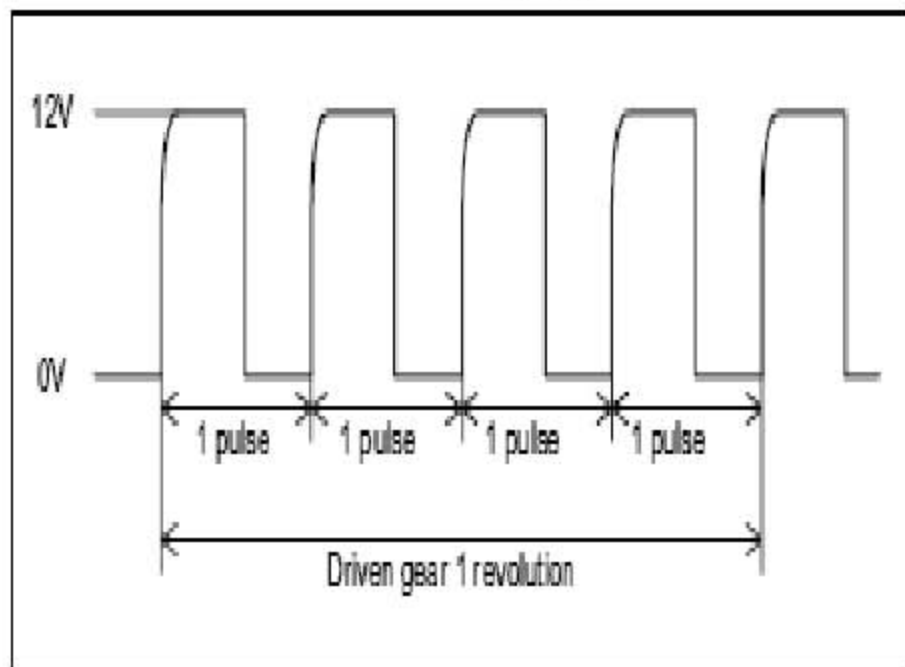 12V
0V
1 pulse 1 pulse 1 pulse 1 pulse
Driven gear 1 revolution